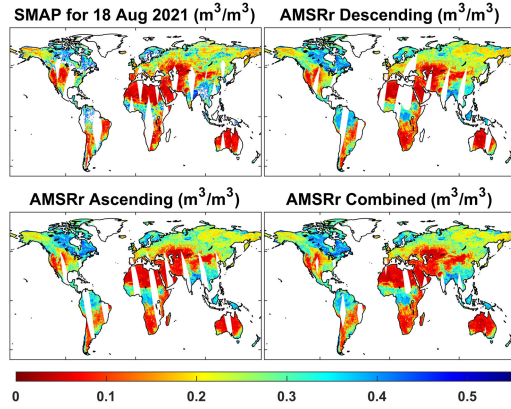 SMAP for 18 Aug 2021 (m³/m³)
AMSRr Descending (m³/m³)
AMSRr Ascending (m³/m³)
AMSRr Combined (m³/m³)
0 0.1 0.2 0.3 0.4 0.5